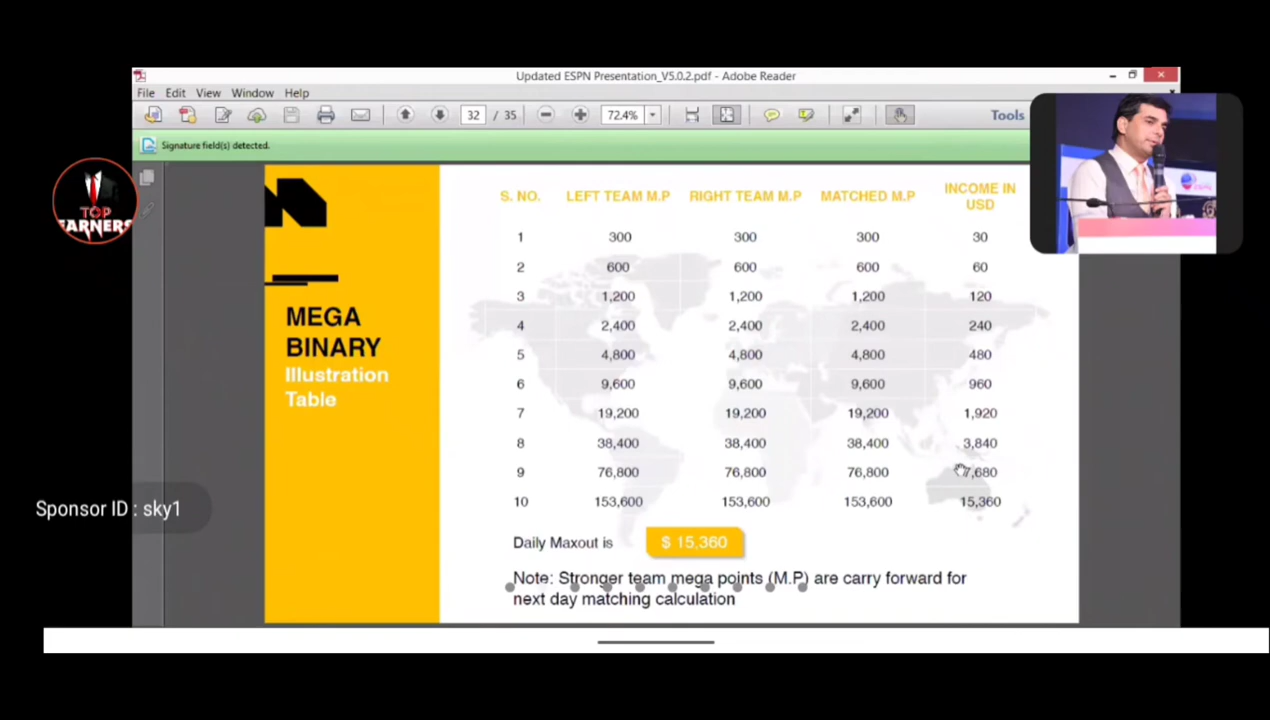 Updated ESPN Presentation_V5.0.2.pdf - Adobe Reader
File Edit View Window Help
32 / 35 72.4% Tools
Signature field(s) detected.
TOP
EARNERS
MEGA
BINARY
Illustration
Table
S. NO. LEFT TEAM M.P RIGHT TEAM M.P MATCHED M.P INCOME IN
USD
1 300 300 300 30
2 600 600 600 60
3 1,200 1,200 1,200 120
4 2,400 2,400 2,400 240
5 4,800 4,800 4,800 480
6 9,600 9,600 9,600 960
7 19,200 19,200 19,200 1,920
8 38,400 38,400 38,400 3,840
9 76,800 76,800 76,800 7,680
10 153,600 153,600 153,600 15,360
Sponsor ID : sky1
Daily Maxout is $ 15,360
Note: Stronger team mega points (M.P) are carry forward for
next day matching calculation